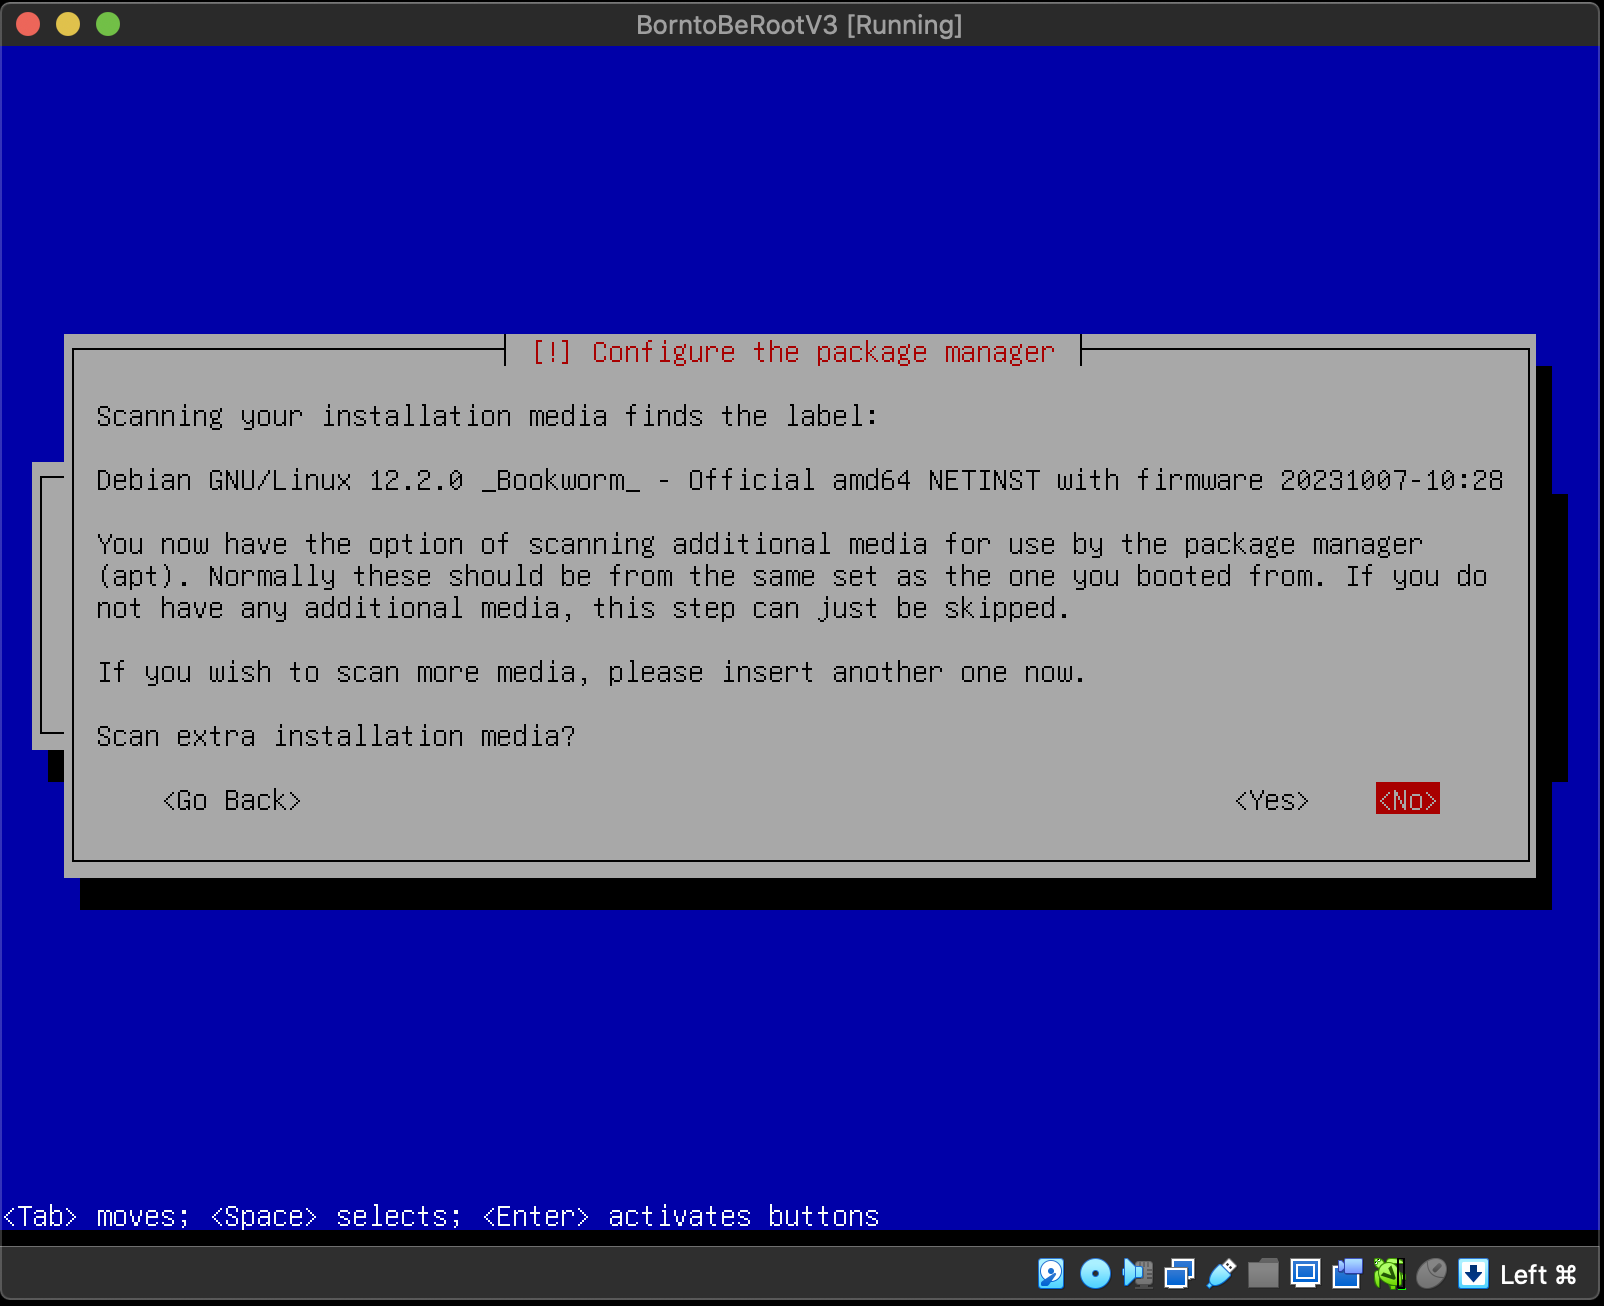 BorntoBeRootV3 [Running]
[!] Configure the package manager
Scanning your installation media finds the label:
Debian GNU/Linux 12.2.0 _Bookworm_ - Official amd64 NETINST with firmware 20231007-10:28
You now have the option of scanning additional media for use by the package manager
(apt). Normally these should be from the same set as the one you booted from. If you do
not have any additional media, this step can just be skipped.
If you wish to scan more media, please insert another one now.
Scan extra installation media?
<Go Back> <Yes> <No>
<Tab> moves; <Space> selects; <Enter> activates buttons
Left ⌘